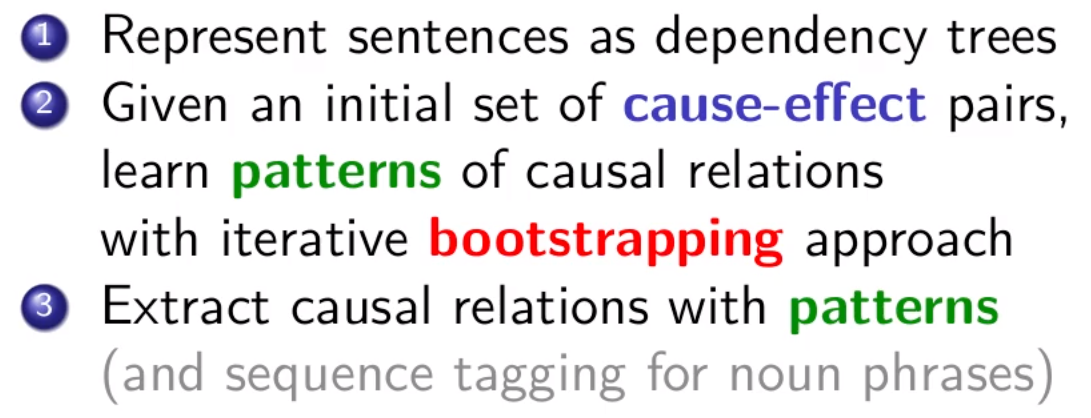 1 Represent sentences as dependency trees
2 Given an initial set of cause-effect pairs,
learn patterns of causal relations
with iterative bootstrapping approach
3 Extract causal relations with patterns
(and sequence tagging for noun phrases)